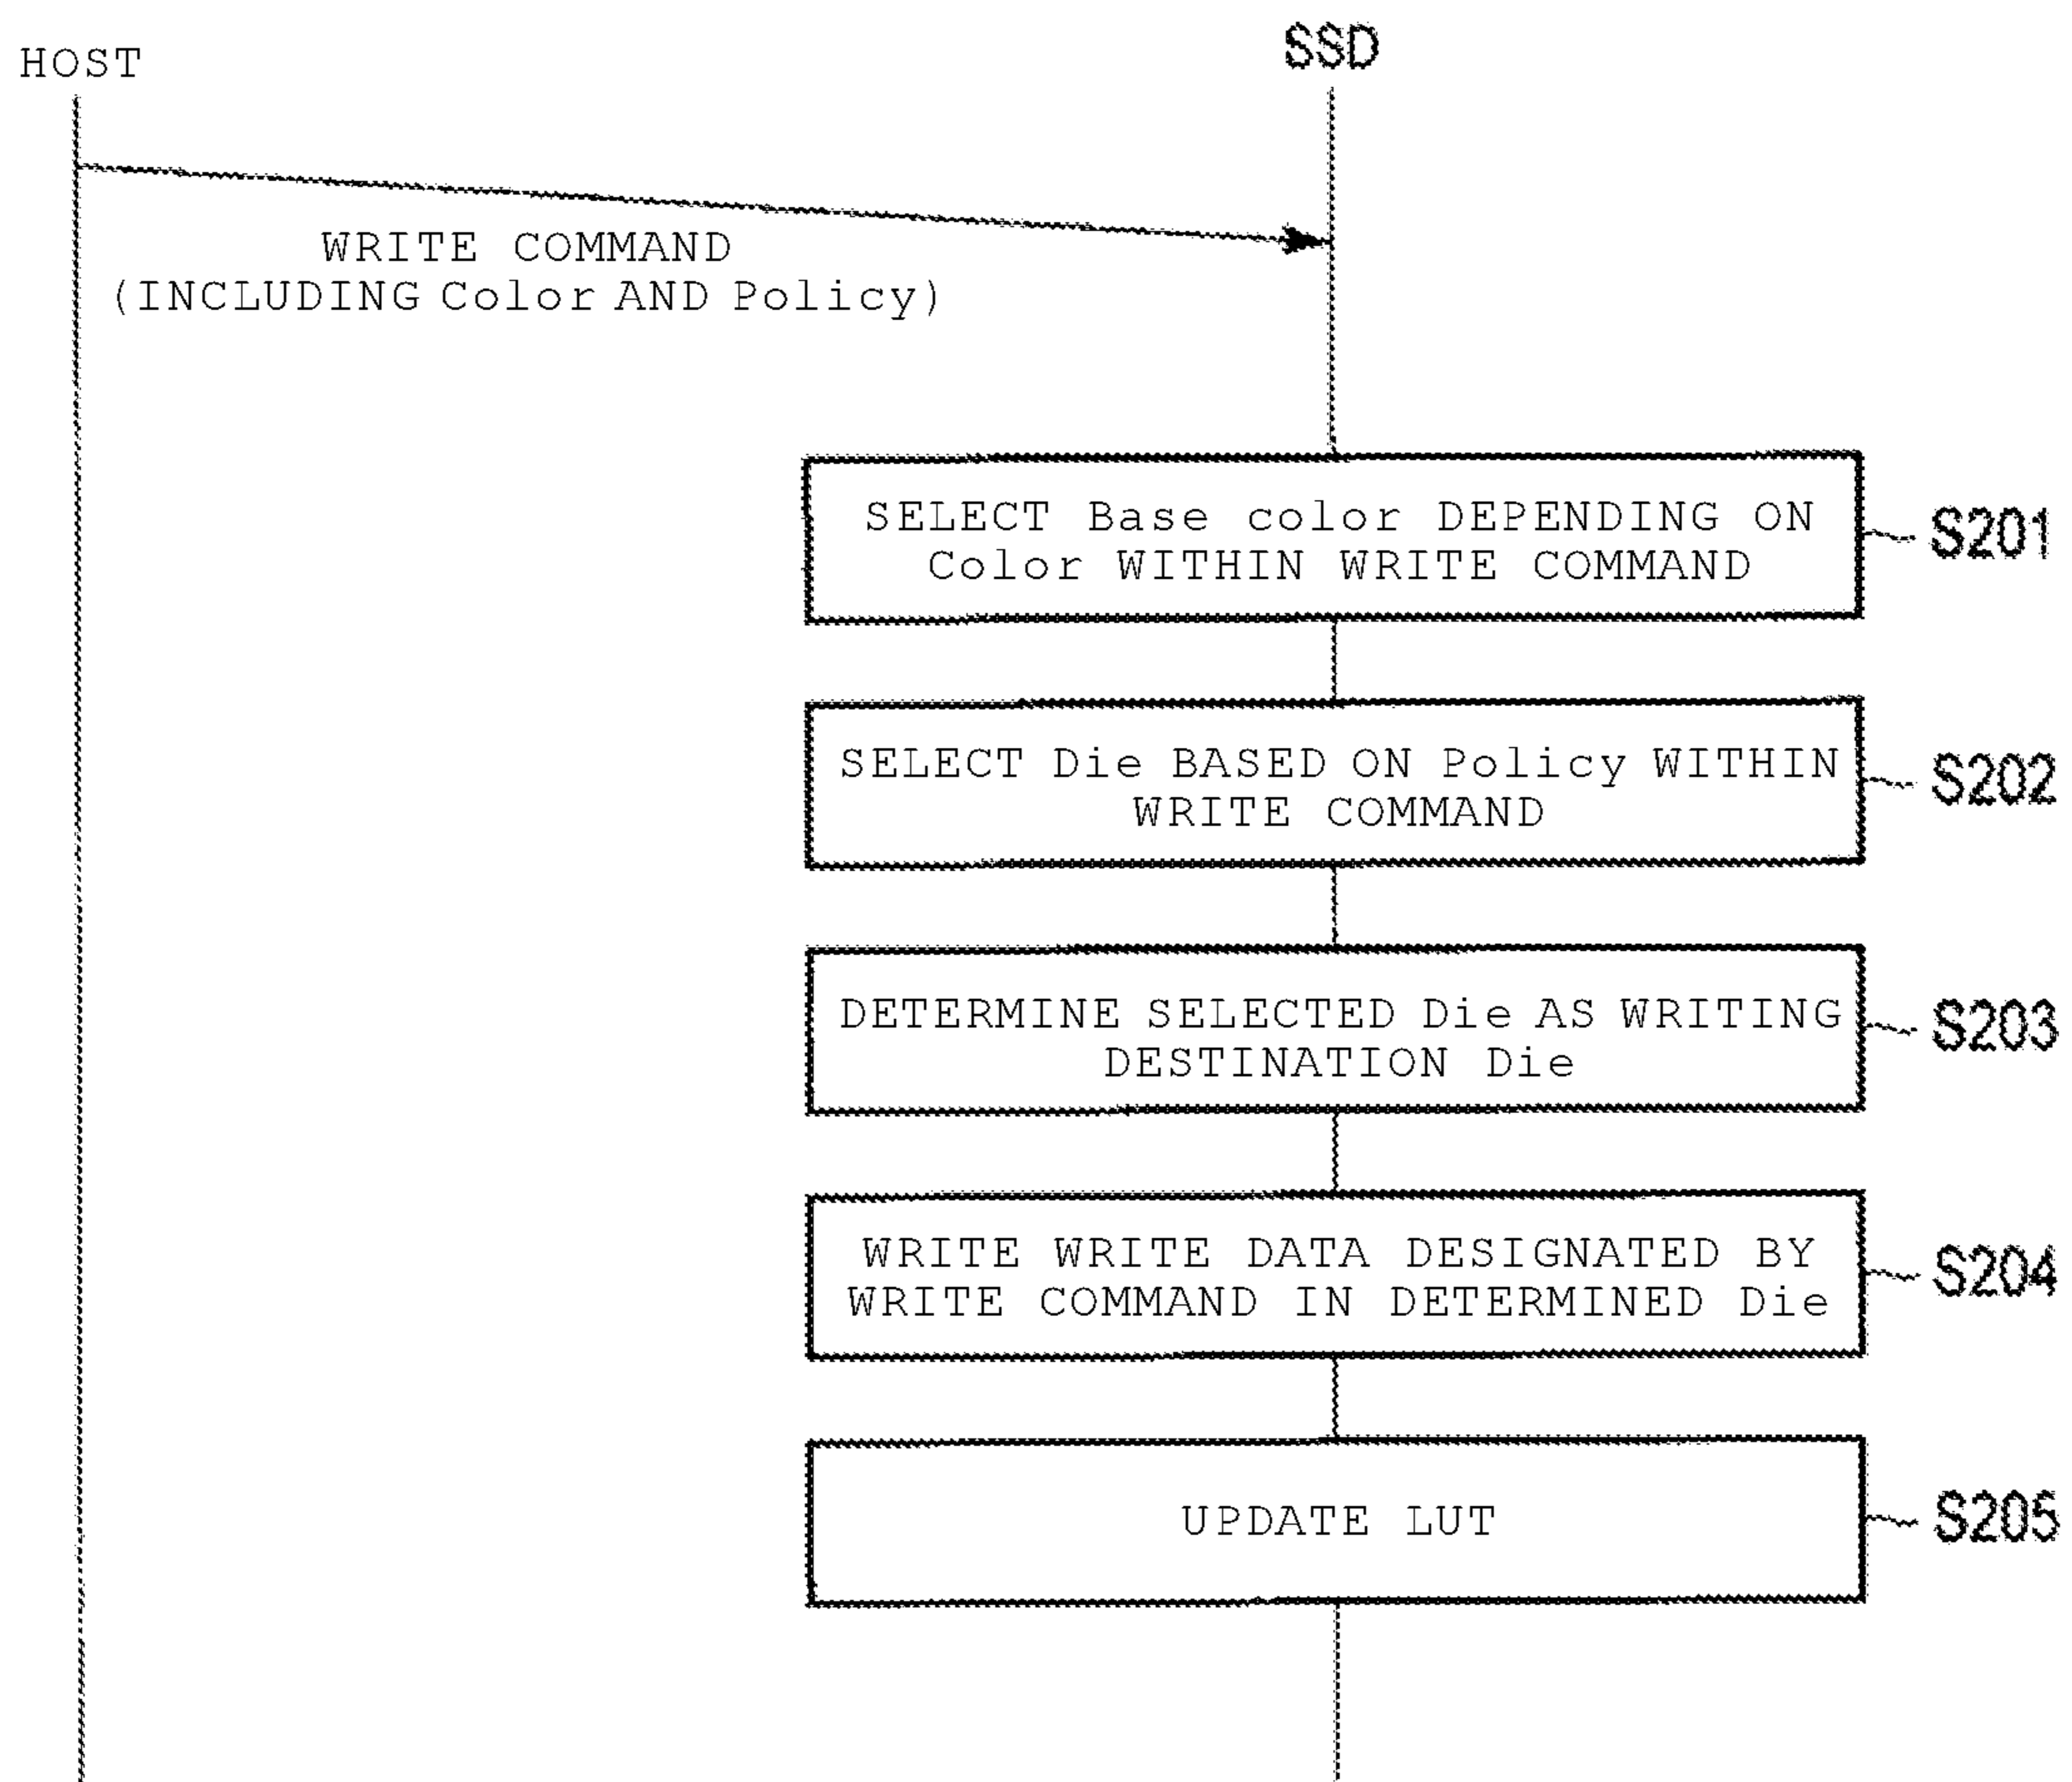 HOST
SSD
WRITE COMMAND
(INCLUDING Color AND Policy)
SELECT Base color DEPENDING ON
Color WITHIN WRITE COMMAND
S201
SELECT Die BASED ON Policy WITHIN
WRITE COMMAND
S202
DETERMINE SELECTED Die AS WRITING
DESTINATION Die
S203
WRITE WRITE DATA DESIGNATED BY
WRITE COMMAND IN DETERMINED Die
S204
UPDATE LUT
S205